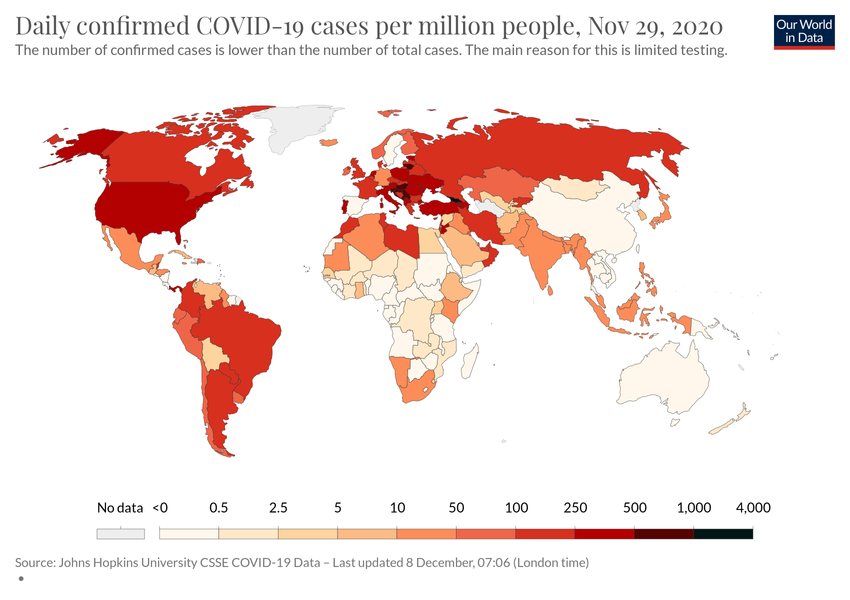 Daily confirmed COVID-19 cases per million people, Nov 29, 2020
Our World
in Data
The number of confirmed cases is lower than the number of total cases. The main reason for this is limited testing.
No data <0 0.5 2.5 5 10 50 100 250 500 1,000 4,000
Source: Johns Hopkins University CSSE COVID-19 Data – Last updated 8 December, 07:06 (London time)